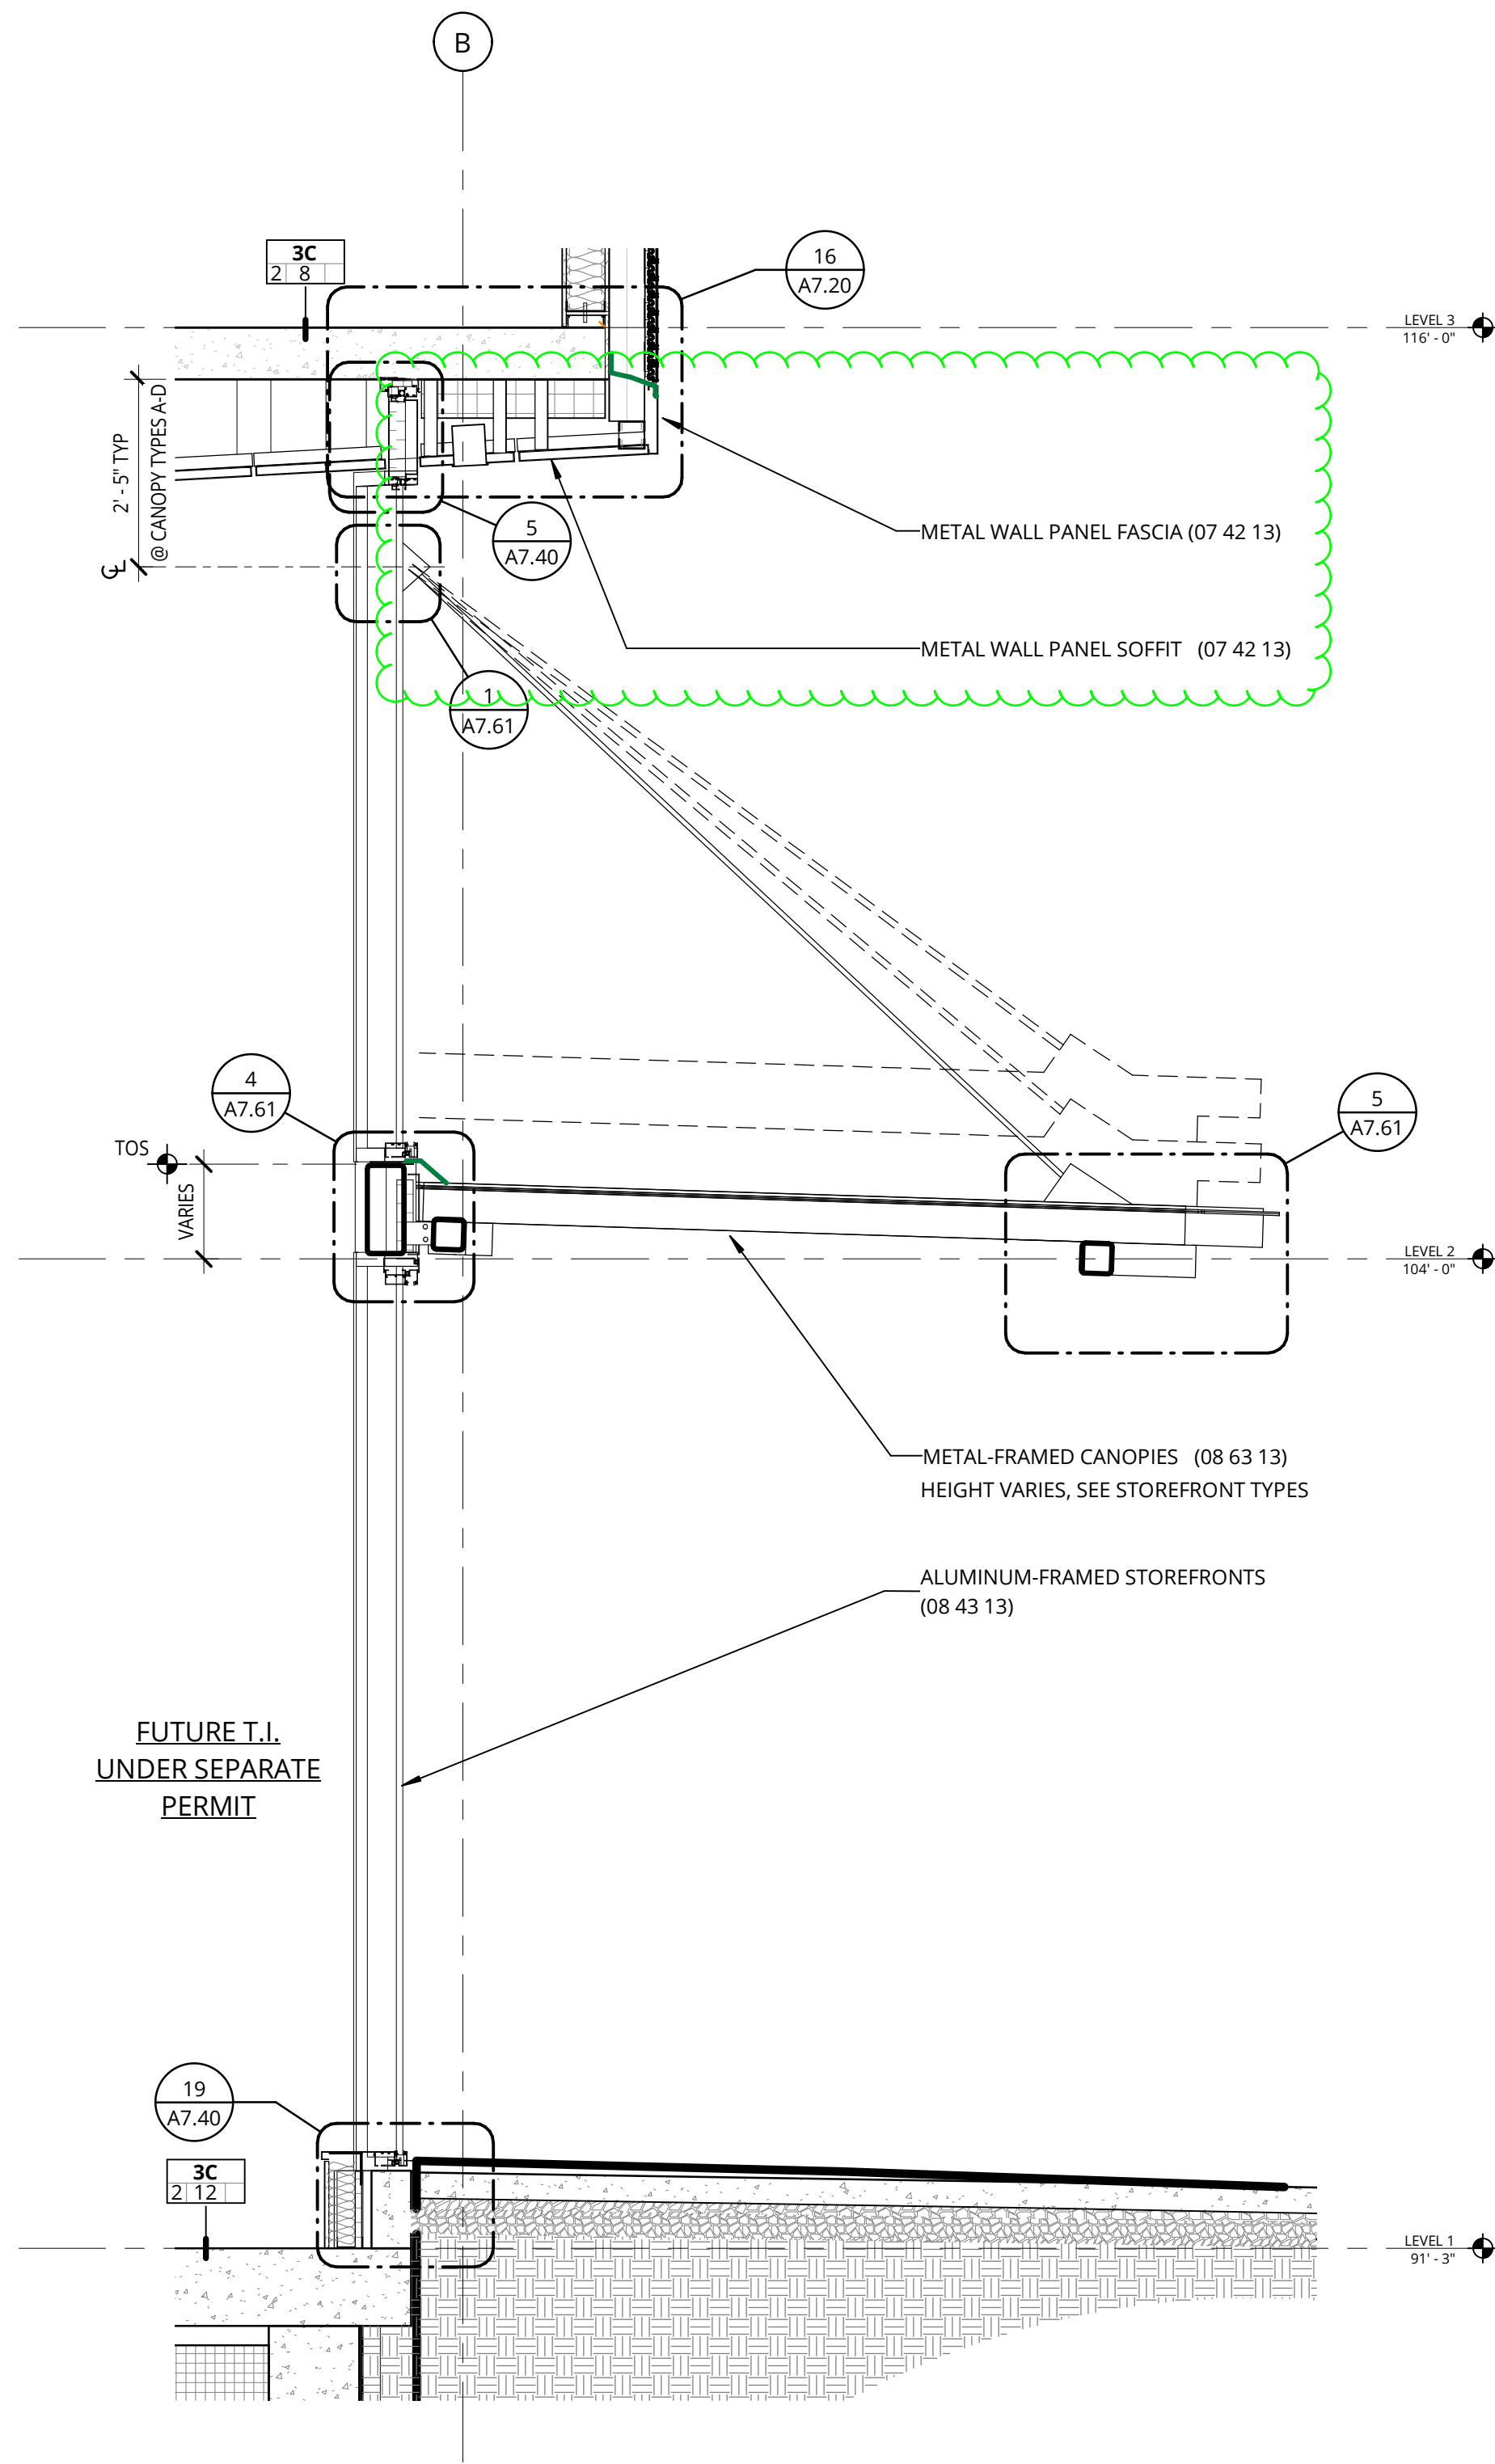 B
3C
2 8
16
A7.20
LEVEL 3
116' - 0"
2' - 5" TYP
@ CANOPY TYPES A-D
CL
5
A7.40
METAL WALL PANEL FASCIA (07 42 13)
METAL WALL PANEL SOFFIT (07 42 13)
1
A7.61
4
A7.61
5
A7.61
TOS
VARIES
LEVEL 2
104' - 0"
METAL-FRAMED CANOPIES (08 63 13)
HEIGHT VARIES, SEE STOREFRONT TYPES
ALUMINUM-FRAMED STOREFRONTS
(08 43 13)
FUTURE T.I.
UNDER SEPARATE
PERMIT
19
A7.40
3C
2 12
LEVEL 1
91' - 3"